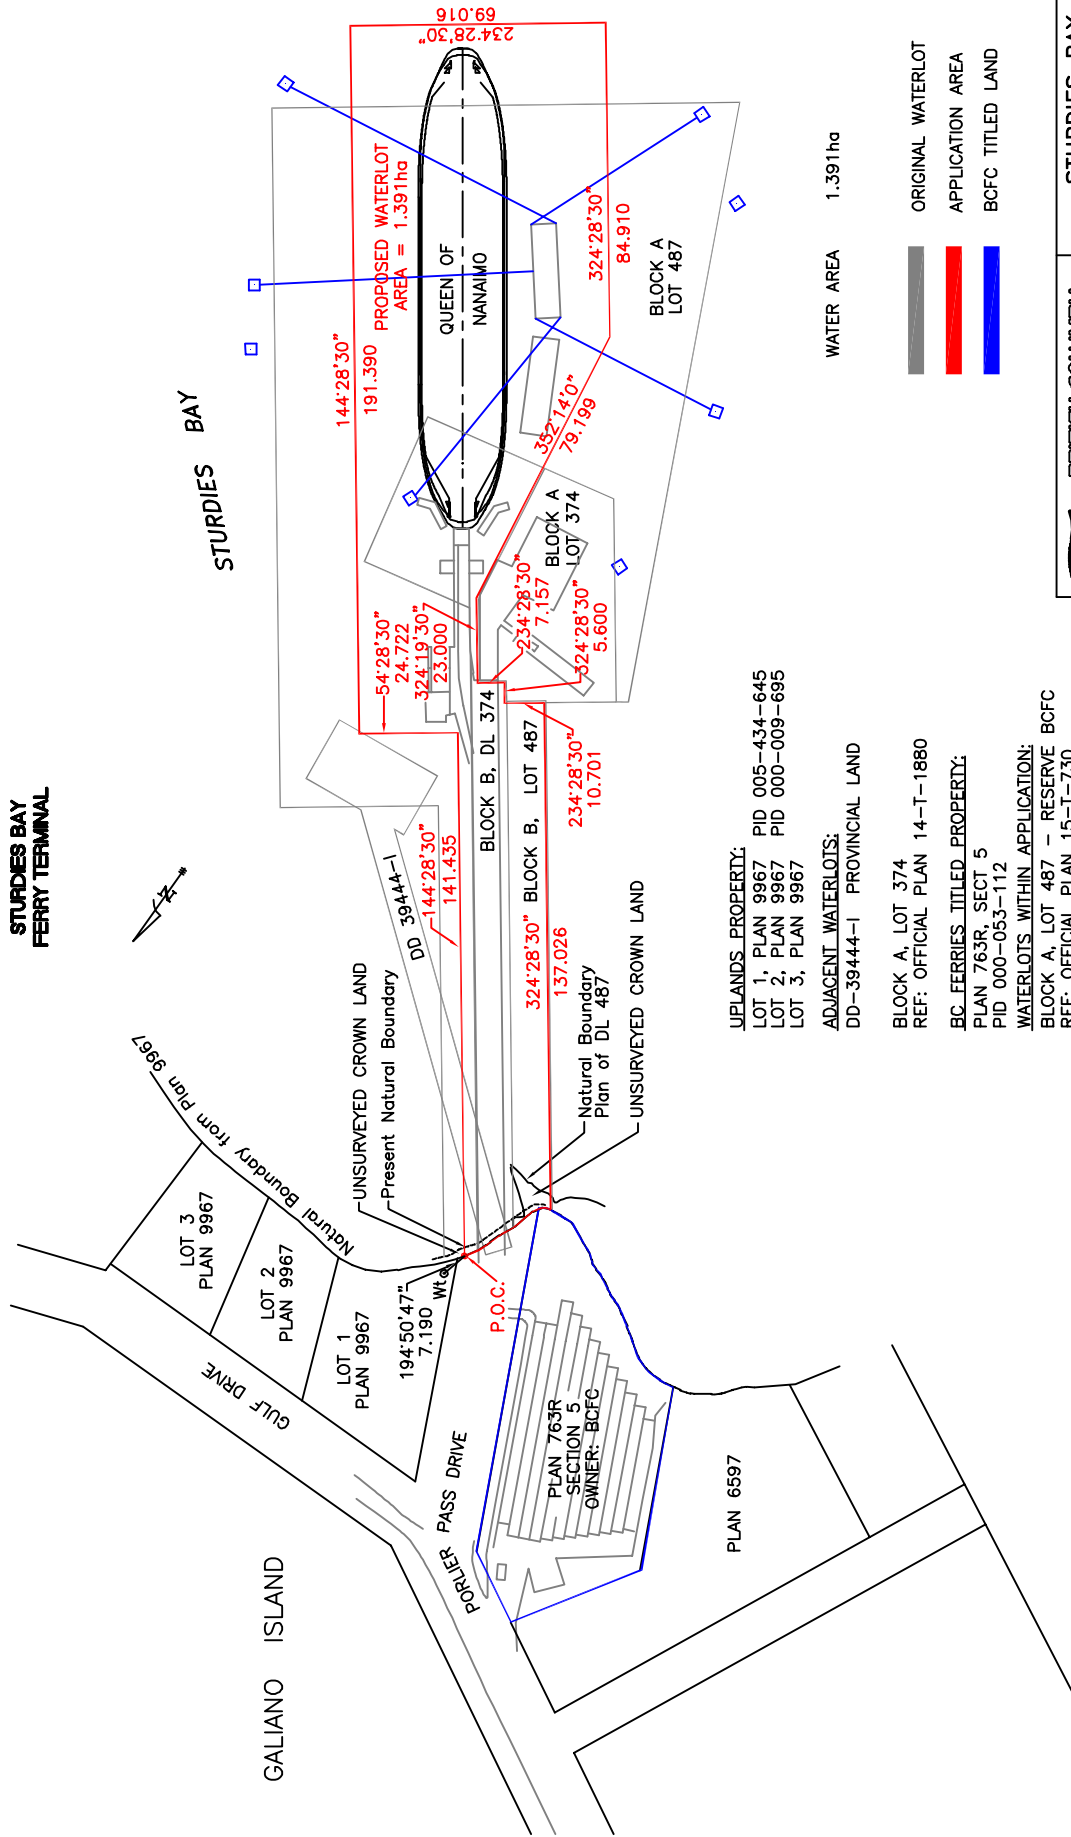 STURDIES BAY
FERRY TERMINAL
N
STURDIES BAY
GALIANO ISLAND
Natural Boundary from Plan 9967
LOT 3
PLAN 9967
LOT 2
PLAN 9967
LOT 1
PLAN 9967
GULF DRIVE
PORLIER PASS DRIVE
194°50'47"
7.190
Wt
P.O.C.
UNSURVEYED CROWN LAND
Present Natural Boundary
DD 39444-I
144°28'30"
141.435
54°28'30"
24.722
324°19'30"
23.000
144°28'30"
191.390
PROPOSED WATERLOT
AREA = 1.391ha
QUEEN OF
NANAIMO
234°28'30"
69.016
324°28'30"
84.910
BLOCK A
LOT 487
352°14'0"
79.199
BLOCK A
LOT 374
234°28'30"
7.157
324°28'30"
5.600
BLOCK B, DL 374
BLOCK B, LOT 487
234°28'30"
10.701
324°28'30"
137.026
Natural Boundary
Plan of DL 487
UNSURVEYED CROWN LAND
PLAN 763R
SECTION 5
OWNER: BCFC
PLAN 6597
UPLANDS PROPERTY:
LOT 1, PLAN 9967 PID 005-434-645
LOT 2, PLAN 9967 PID 000-009-695
LOT 3, PLAN 9967
ADJACENT WATERLOTS:
DD-39444-I PROVINCIAL LAND
BLOCK A, LOT 374
REF: OFFICIAL PLAN 14-T-1880
BC FERRIES TITLED PROPERTY:
PLAN 763R, SECT 5
PID 000-053-112
WATERLOTS WITHIN APPLICATION:
BLOCK A, LOT 487 - RESERVE BCFC
REF: OFFICIAL PLAN 15-T-730
WATER AREA 1.391ha
ORIGINAL WATERLOT
APPLICATION AREA
BCFC TITLED LAND
STURDIES BAY